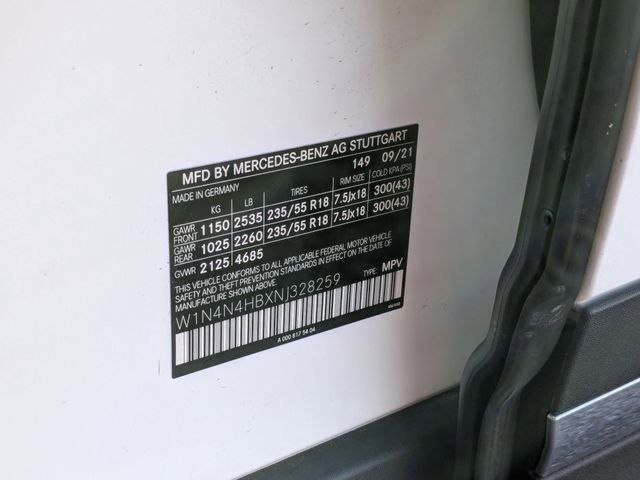 MFD BY MERCEDES-BENZ AG STUTTGART
149 09/21
MADE IN GERMANY
KG LB TIRES RIM SIZE COLD KPA(PSI)
GAWR FRONT 1150 2535 235/55 R18 7.5Jx18 300(43)
GAWR REAR 1025 2260 235/55 R18 7.5Jx18 300(43)
GVWR 2125 4685
THIS VEHICLE CONFORMS TO ALL APPLICABLE FEDERAL MOTOR VEHICLE
SAFETY AND THEFT PREVENTION STANDARDS IN EFFECT ON THE DATE OF
MANUFACTURE SHOWN ABOVE.
TYPE: MPV
W1N4N4HBXNJ328259
A 000 817 54 04